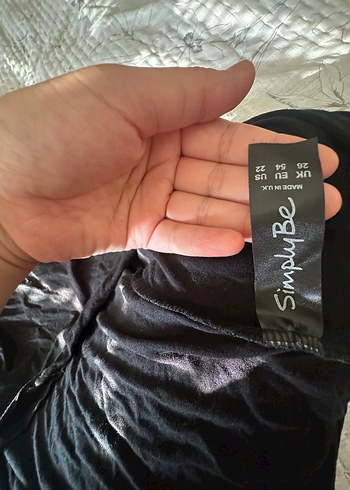 SimplyBe
MADE IN U.K.
UK EU US
26 54 22